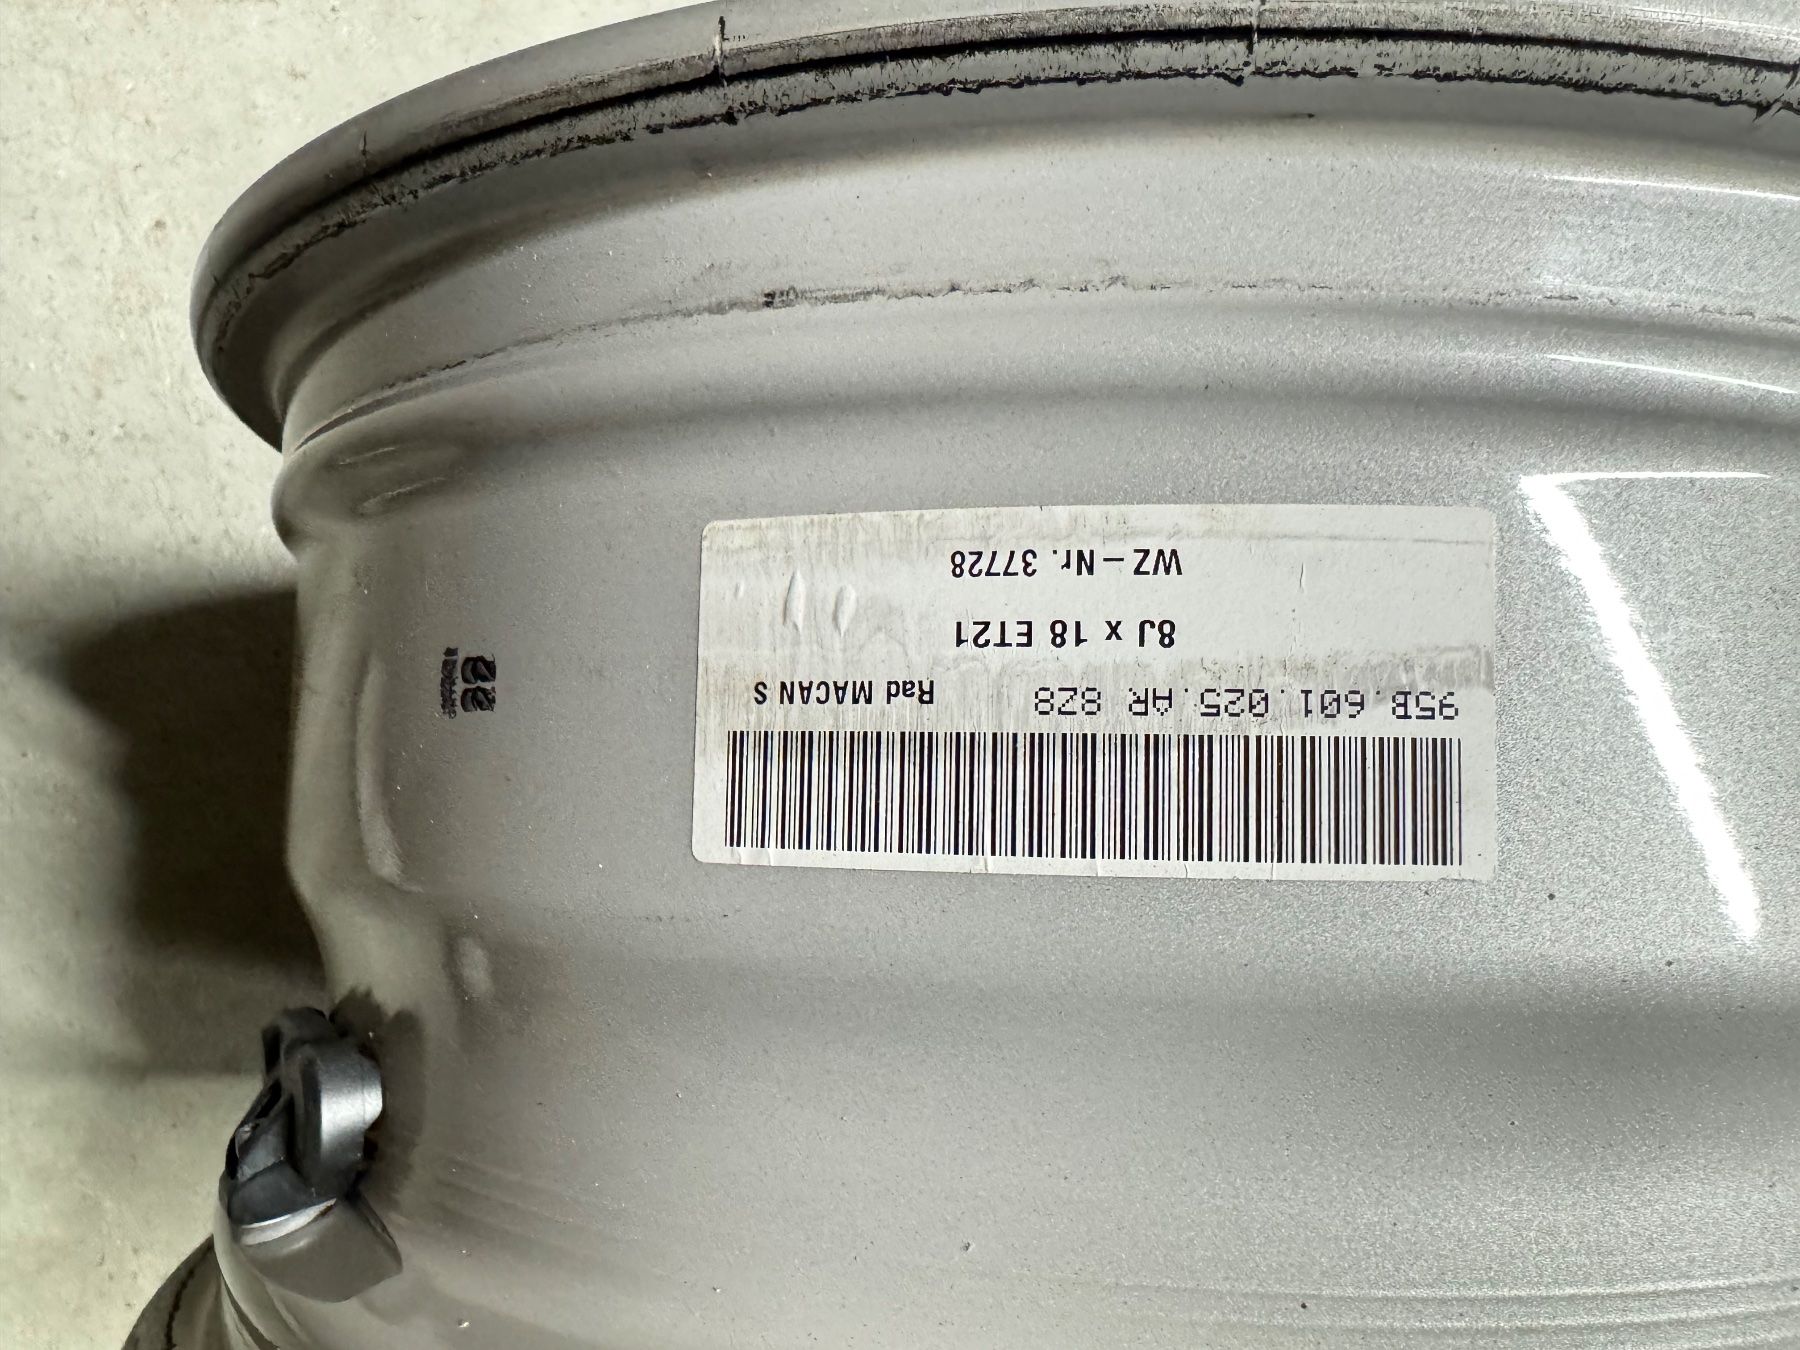 95B.601.025.AR 8Z8 Rad MACAN S
8J x 18 ET21
WZ-Nr. 37728